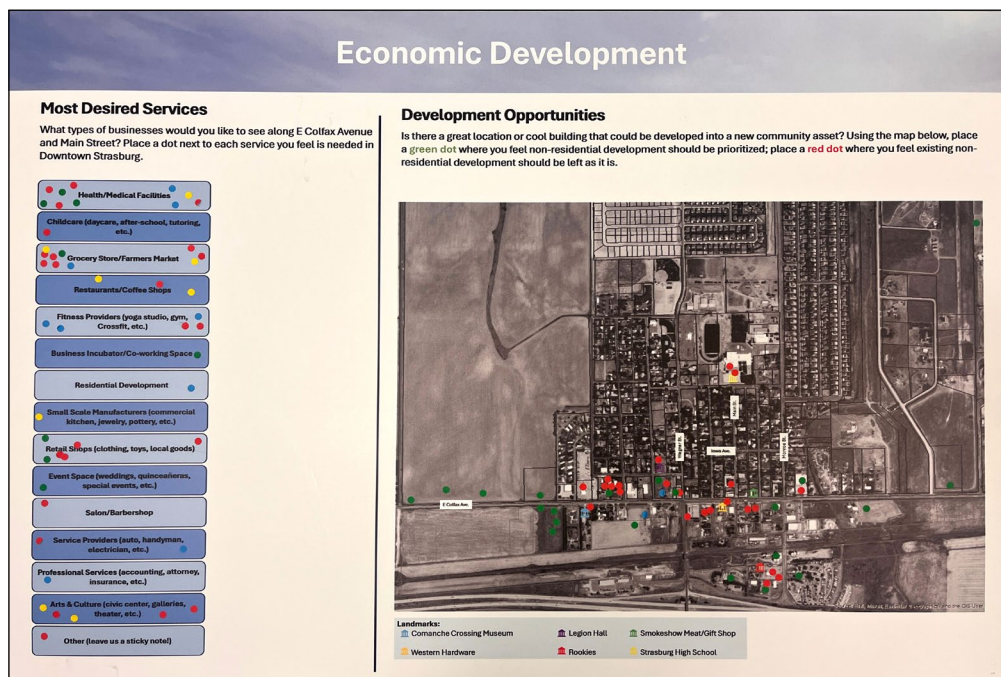 Economic Development
Most Desired Services
What types of businesses would you like to see along E Colfax Avenue
and Main Street? Place a dot next to each service you feel is needed in
Downtown Strasburg.
Health/Medical Facilities
Childcare (daycare, after-school, tutoring,
etc.)
Grocery Store/Farmers Market
Restaurants/Coffee Shops
Fitness Providers (yoga studio, gym,
Crossfit, etc.)
Business Incubator/Co-working Space
Residential Development
Small Scale Manufacturers (commercial
kitchen, jewelry, pottery, etc.)
Retail Shops (clothing, toys, local goods)
Event Space (weddings, quinceañeras,
special events, etc.)
Salon/Barbershop
Service Providers (auto, handyman,
electrician, etc.)
Professional Services (accounting, attorney,
insurance, etc.)
Arts & Culture (civic center, galleries,
theater, etc.)
Other (leave us a sticky note!)
Development Opportunities
Is there a great location or cool building that could be developed into a new community asset? Using the map below, place
a green dot where you feel non-residential development should be prioritized; place a red dot where you feel existing non-
residential development should be left as it is.
Main St.
Wagner St.
Iowa Ave.
E Colfax Ave.
Landmarks:
Comanche Crossing Museum
Legion Hall
Smokeshow Meat/Gift Shop
Western Hardware
Rookies
Strasburg High School